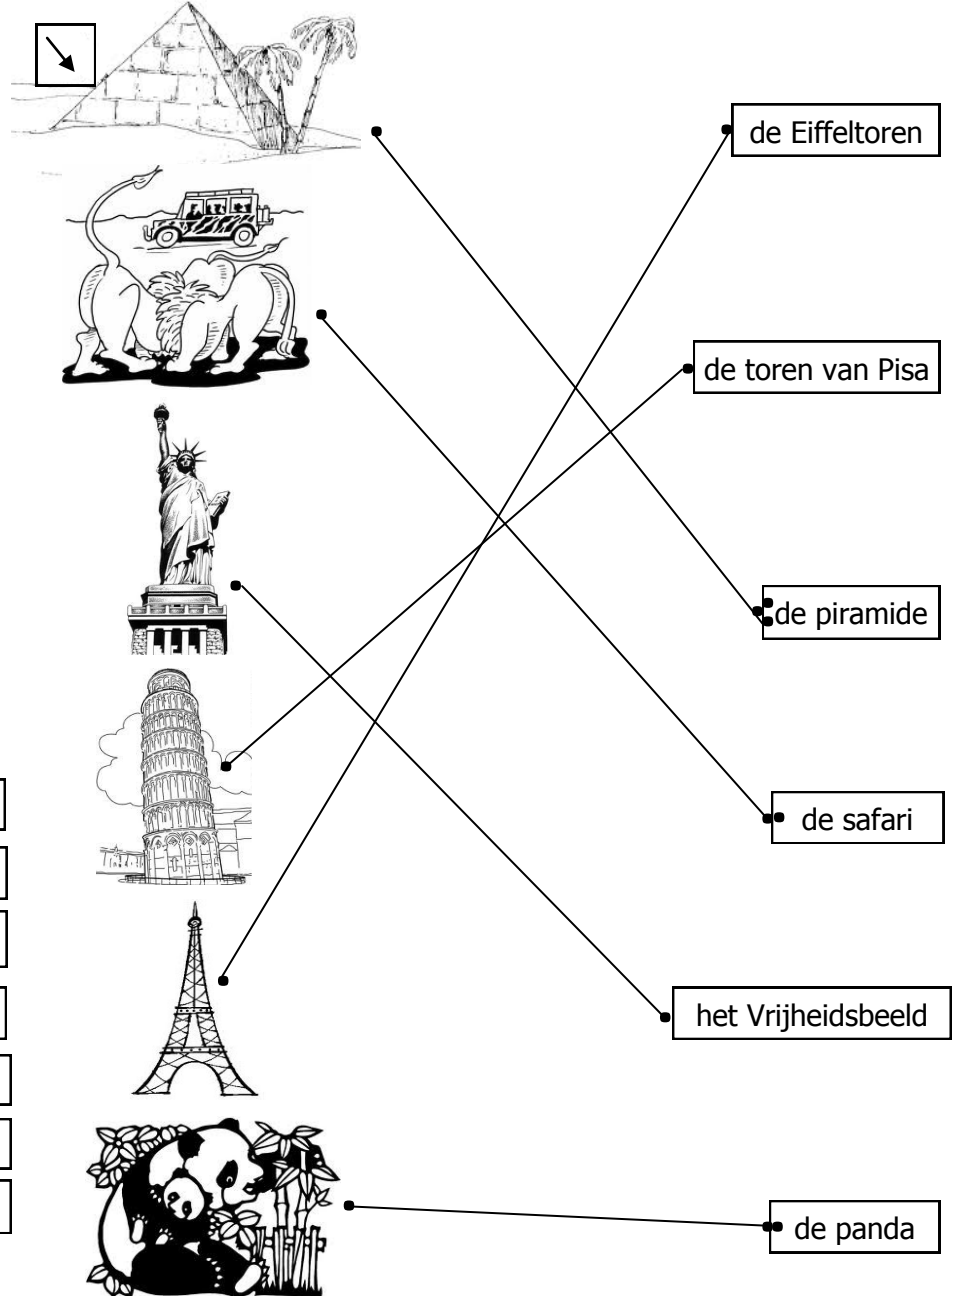 de Eiffeltoren
de toren van Pisa
de piramide
de safari
het Vrijheidsbeeld
de panda